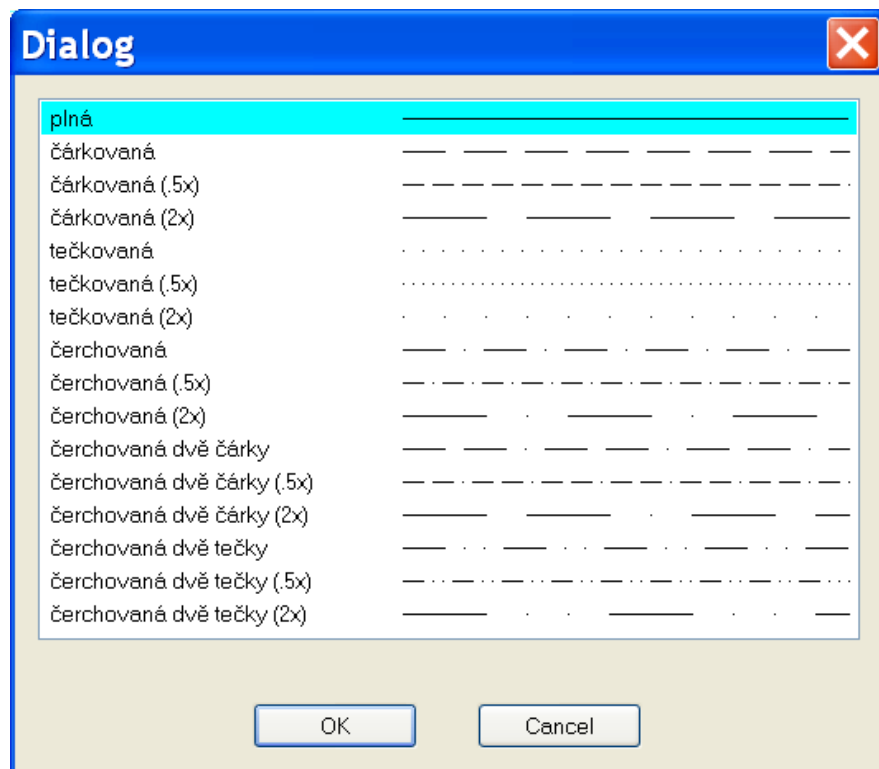 Dialog
plná
čárkovaná
čárkovaná (.5x)
čárkovaná (2x)
tečkovaná
tečkovaná (.5x)
tečkovaná (2x)
čerchovaná
čerchovaná (.5x)
čerchovaná (2x)
čerchovaná dvě čárky
čerchovaná dvě čárky (.5x)
čerchovaná dvě čárky (2x)
čerchovaná dvě tečky
čerchovaná dvě tečky (.5x)
čerchovaná dvě tečky (2x)
OK Cancel